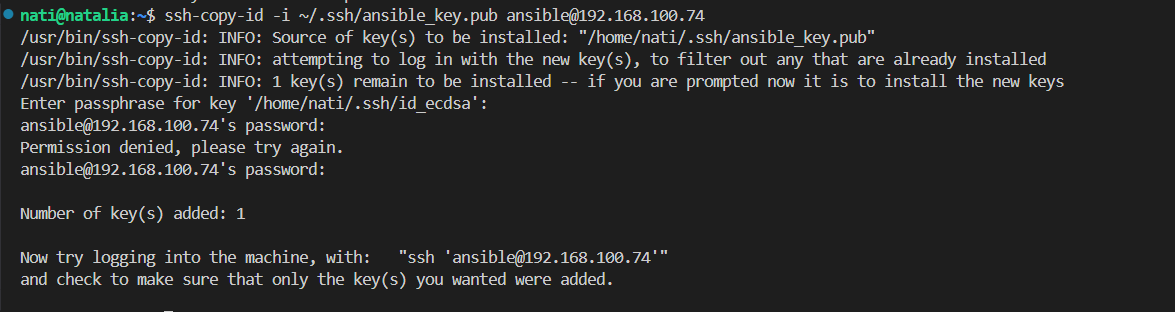 nati@natalia:~$ ssh-copy-id -i ~/.ssh/ansible_key.pub ansible@192.168.100.74
/usr/bin/ssh-copy-id: INFO: Source of key(s) to be installed: "/home/nati/.ssh/ansible_key.pub"
/usr/bin/ssh-copy-id: INFO: attempting to log in with the new key(s), to filter out any that are already installed
/usr/bin/ssh-copy-id: INFO: 1 key(s) remain to be installed -- if you are prompted now it is to install the new keys
Enter passphrase for key '/home/nati/.ssh/id_ecdsa':
ansible@192.168.100.74's password:
Permission denied, please try again.
ansible@192.168.100.74's password:

Number of key(s) added: 1

Now try logging into the machine, with:   "ssh 'ansible@192.168.100.74'"
and check to make sure that only the key(s) you wanted were added.